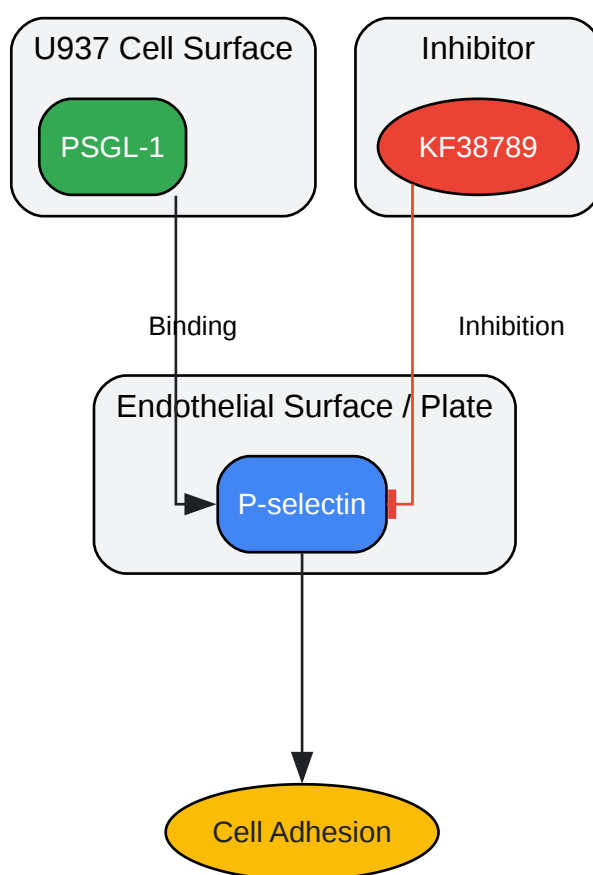 U937 Cell Surface
Inhibitor
PSGL-1
KF38789
Binding
Inhibition
Endothelial Surface / Plate
P-selectin
Cell Adhesion